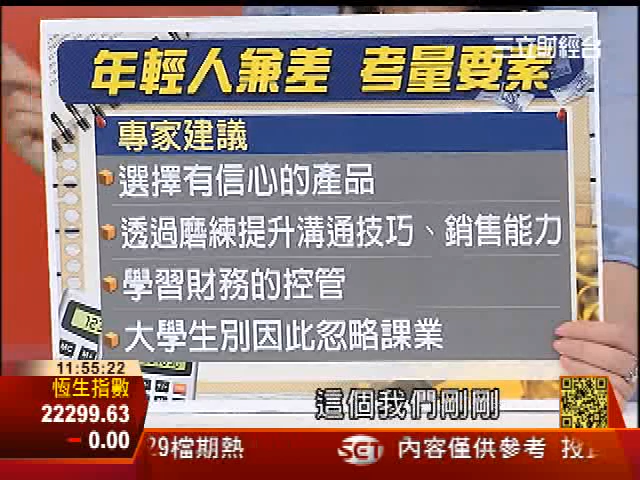 三立財經台
年輕人兼差 考量要素
專家建議
選擇有信心的產品
透過磨練提升溝通技巧、銷售能力
學習財務的控管
大學生別因此忽略課業
11:55:22
恆生指數
22299.63
0.00
這個我們剛剛
29檔期熱 SET 內容僅供參考